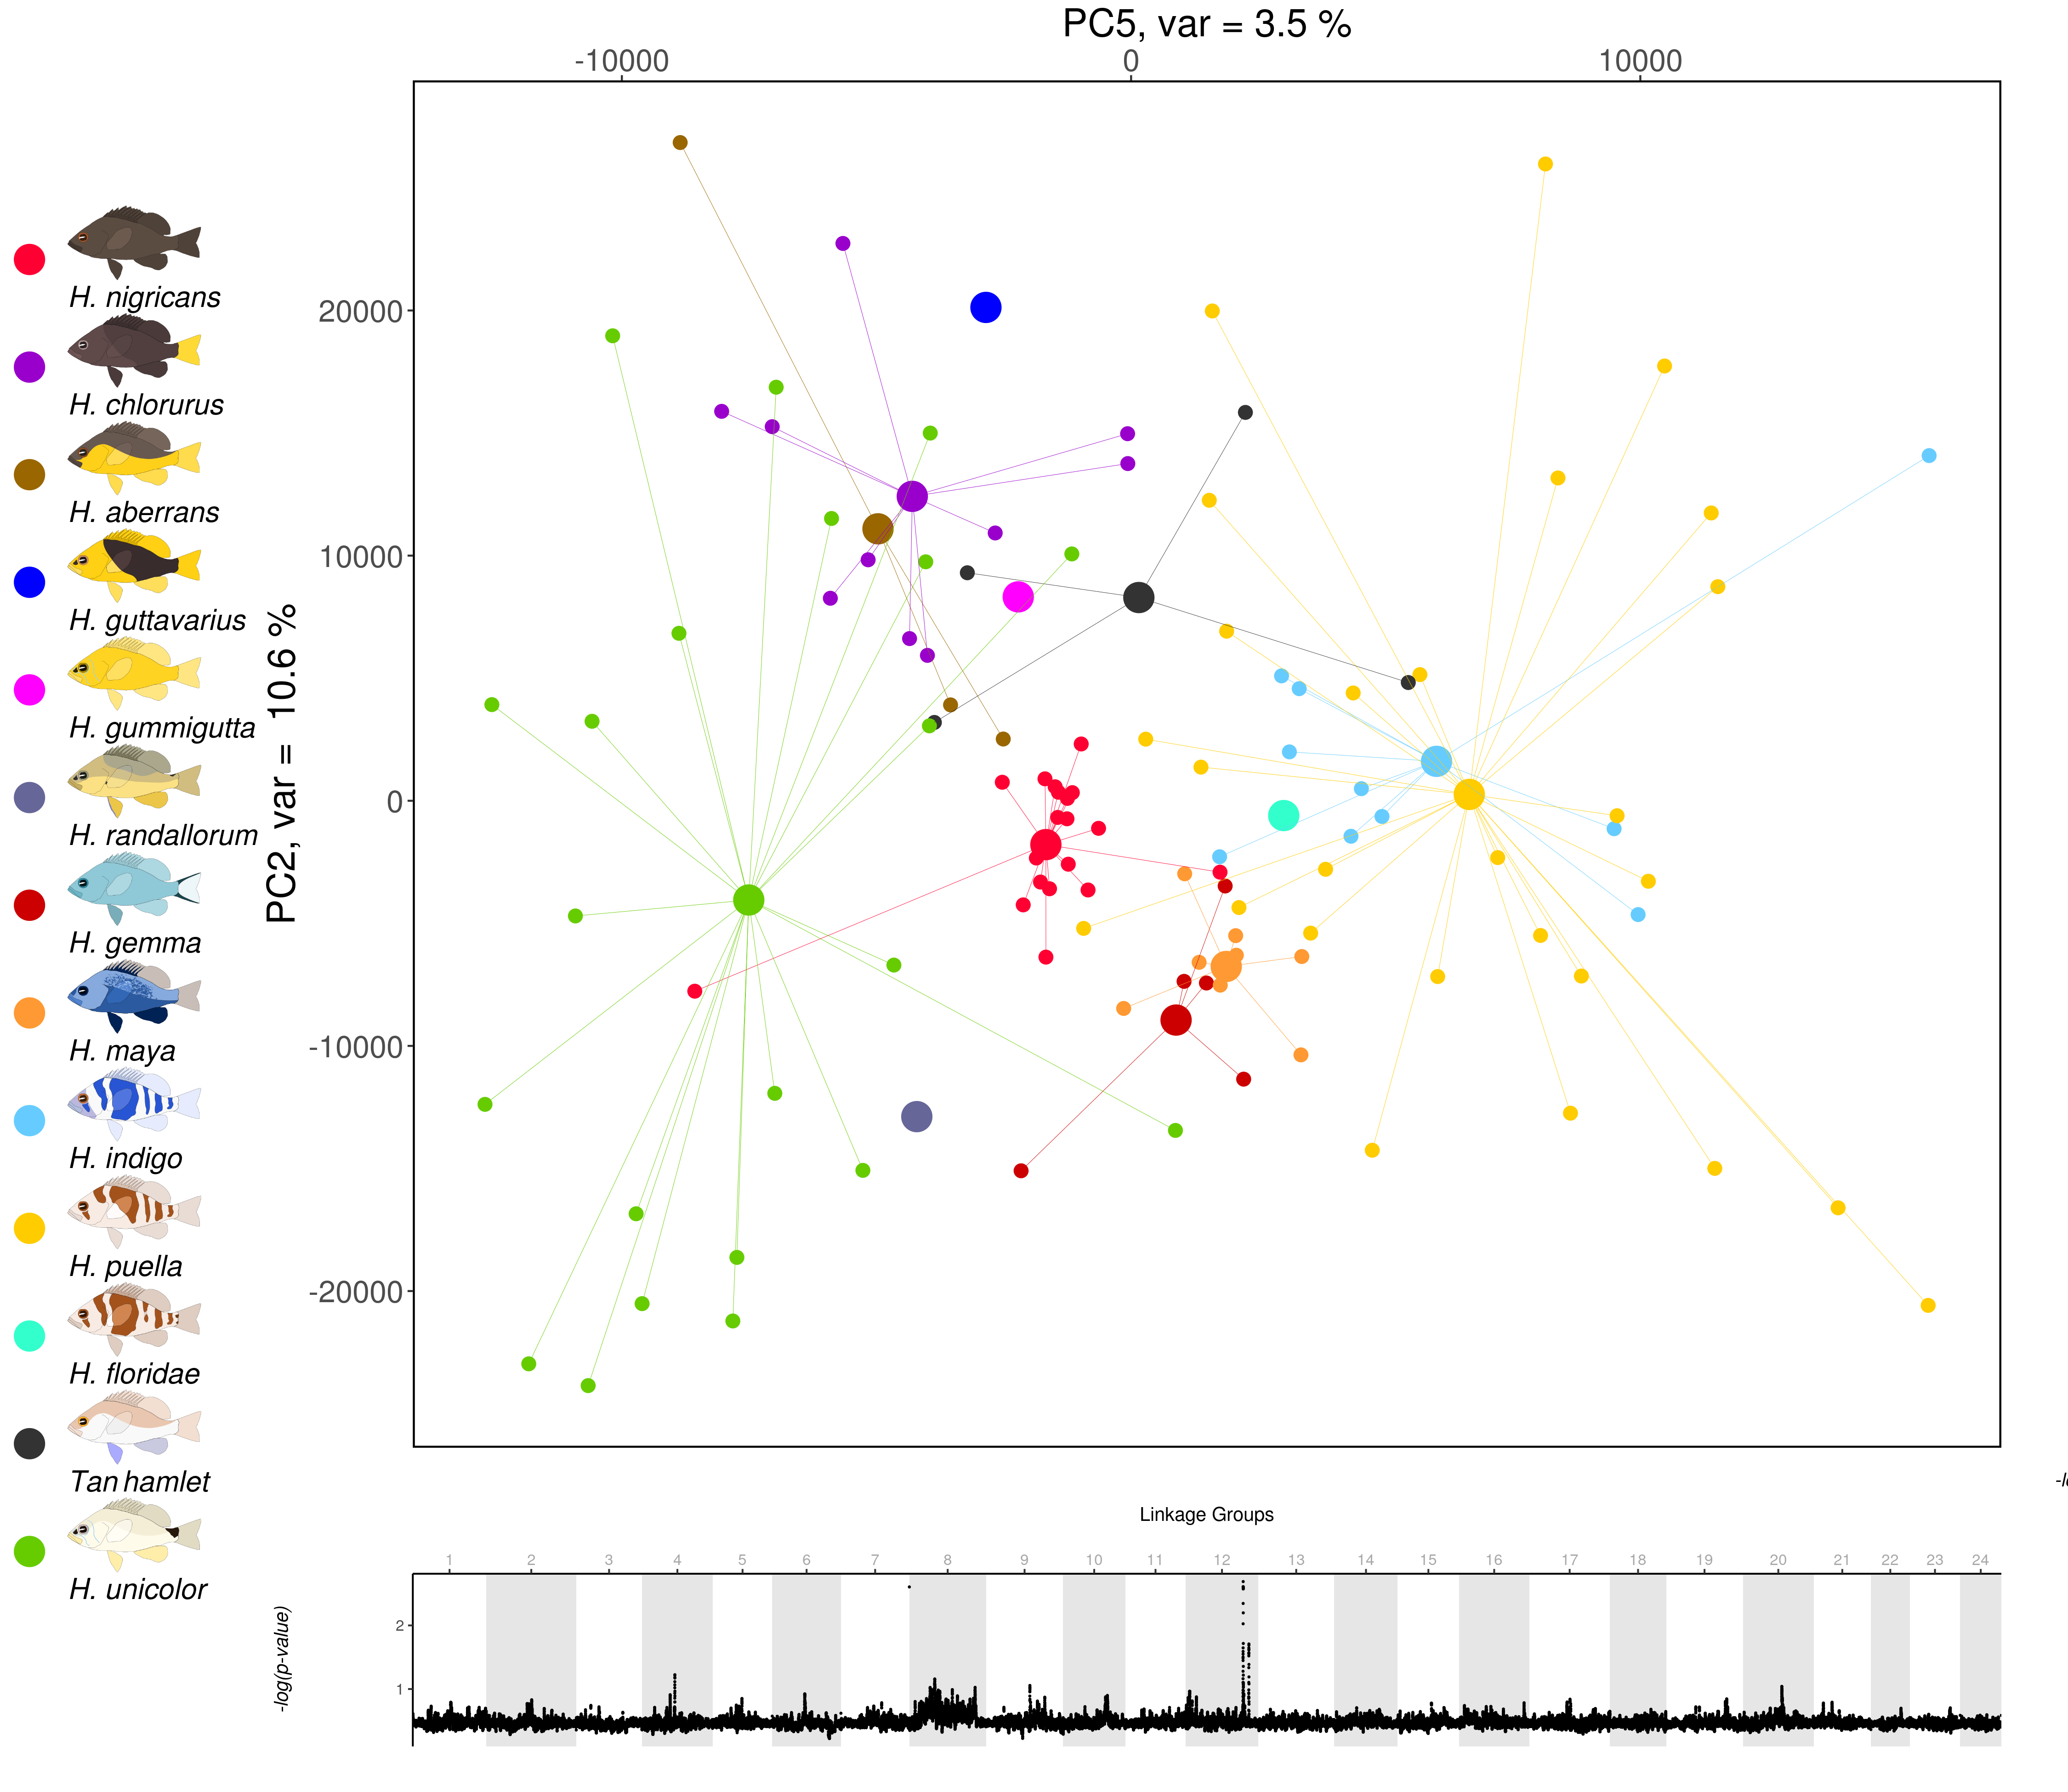 PC5, var = 3.5 %
-10000 0 10000
H. nigricans
H. chlorurus
H. aberrans
H. guttavarius
H. gummigutta
H. randallorum
H. gemma
H. maya
H. indigo
H. puella
H. floridae
Tan hamlet
H. unicolor
PC2, var = 10.6 %
20000
10000
0
-10000
-20000
Linkage Groups
1 2 3 4 5 6 7 8 9 10 11 12 13 14 15 16 17 18 19 20 21 22 23 24
-log(p-value)
2
1